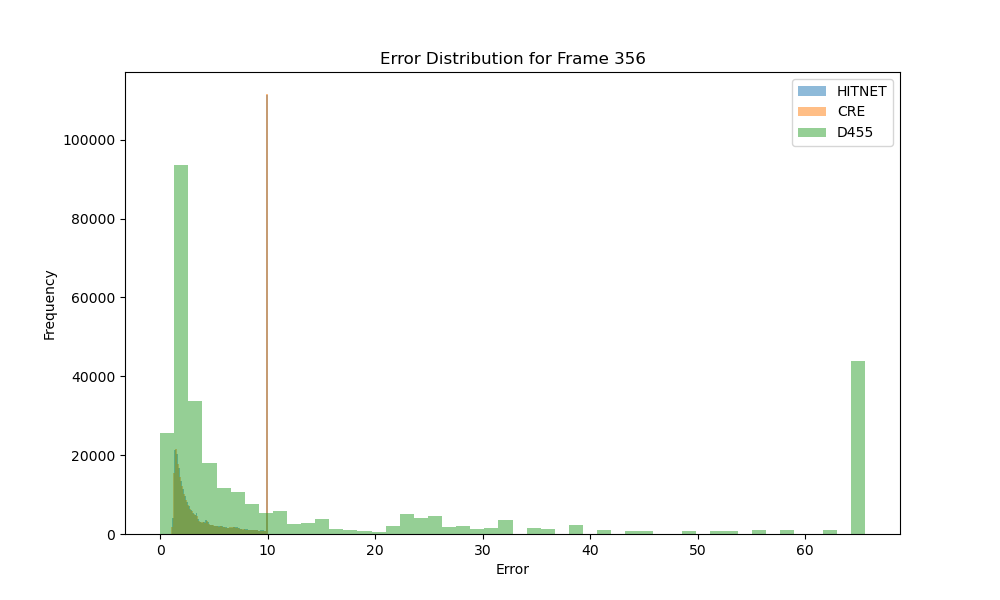 Error Distribution for Frame 356
HITNET
CRE
D455
100000
80000
60000
40000
20000
0
Frequency
0 10 20 30 40 50 60
Error